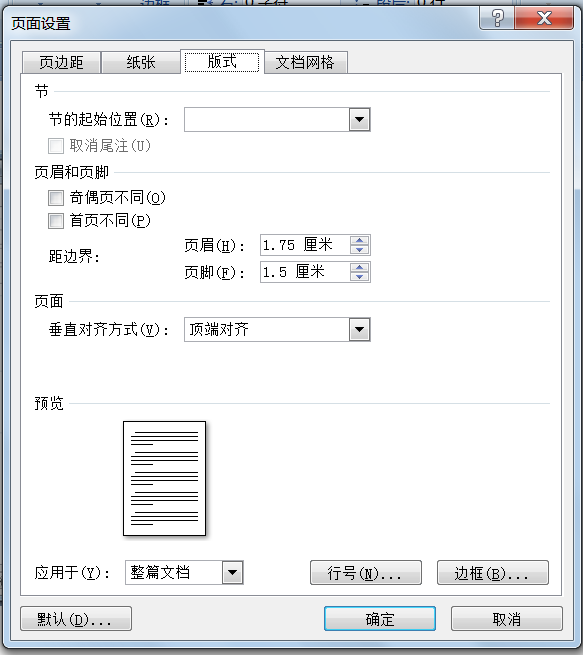 页面设置
页边距 纸张 版式 文档网格
节
节的起始位置(R):
取消尾注(U)
页眉和页脚
奇偶页不同(O)
首页不同(P)
距边界: 页眉(H): 1.75 厘米
页脚(F): 1.5 厘米
页面
垂直对齐方式(V): 顶端对齐
预览
应用于(Y): 整篇文档 行号(N)... 边框(B)...
默认(D)... 确定 取消